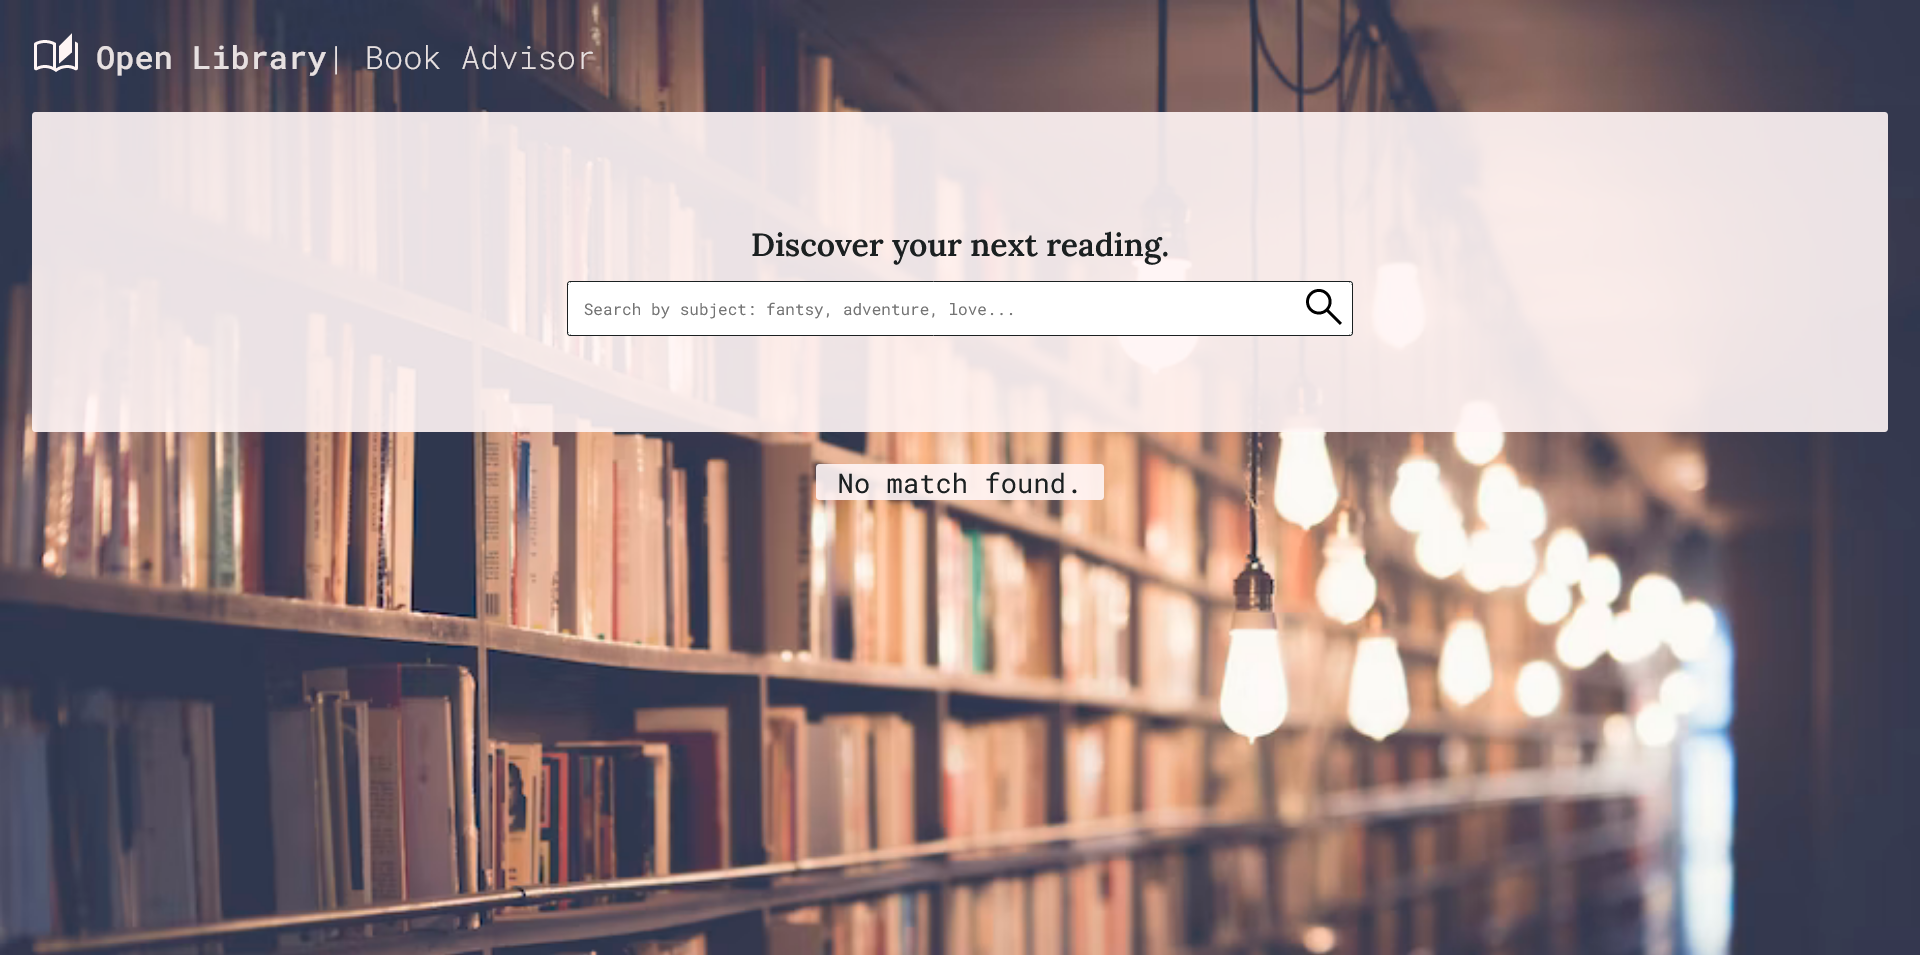 Open Library| Book Advisor
Discover your next reading.
Search by subject: fantsy, adventure, love...
No match found.